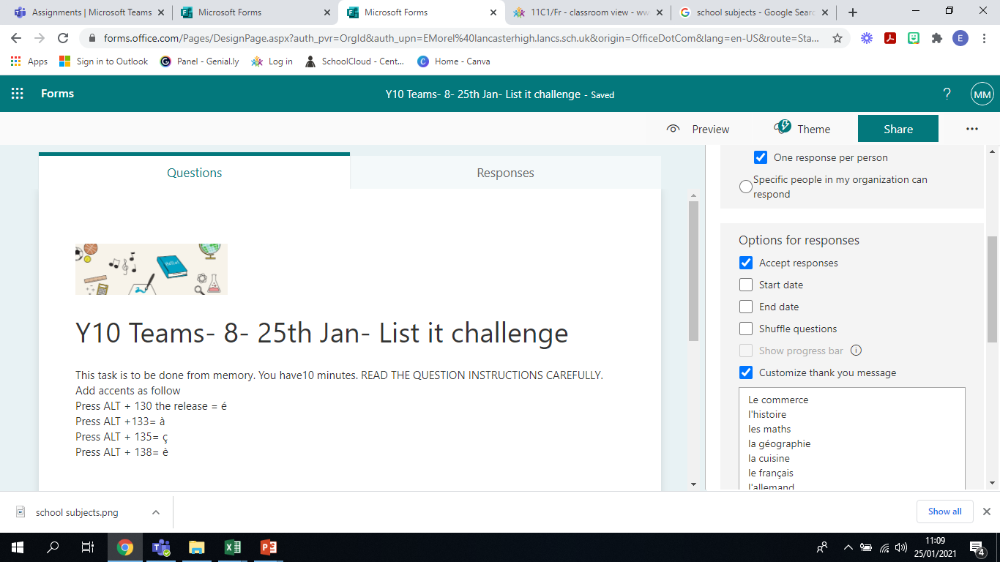 Assignments | Microsoft Teams
Microsoft Forms
Microsoft Forms
11C1/Fr - classroom view - ww
school subjects - Google Searc
forms.office.com/Pages/DesignPage.aspx?auth_pvr=OrgId&auth_upn=EMorel%40lancasterhigh.lancs.sch.uk&origin=OfficeDotCom&lang=en-US&route=Sta...
E
Apps
Sign in to Outlook
Panel - Genial.ly
Log in
SchoolCloud - Cent...
Home - Canva
Forms
Y10 Teams- 8- 25th Jan- List it challenge - Saved
?
MM
Preview
Theme
Share
Questions
Responses
One response per person
Specific people in my organization can
respond
Options for responses
Accept responses
Start date
End date
Shuffle questions
Show progress bar
Customize thank you message
Le commerce
l'histoire
les maths
la géographie
la cuisine
le français
l'allemand
Y10 Teams- 8- 25th Jan- List it challenge
This task is to be done from memory. You have10 minutes. READ THE QUESTION INSTRUCTIONS CAREFULLY.
Add accents as follow
Press ALT + 130 the release = é
Press ALT +133= à
Press ALT + 135= ç
Press ALT + 138= è
school subjects.png
Show all
11:09
25/01/2021
4